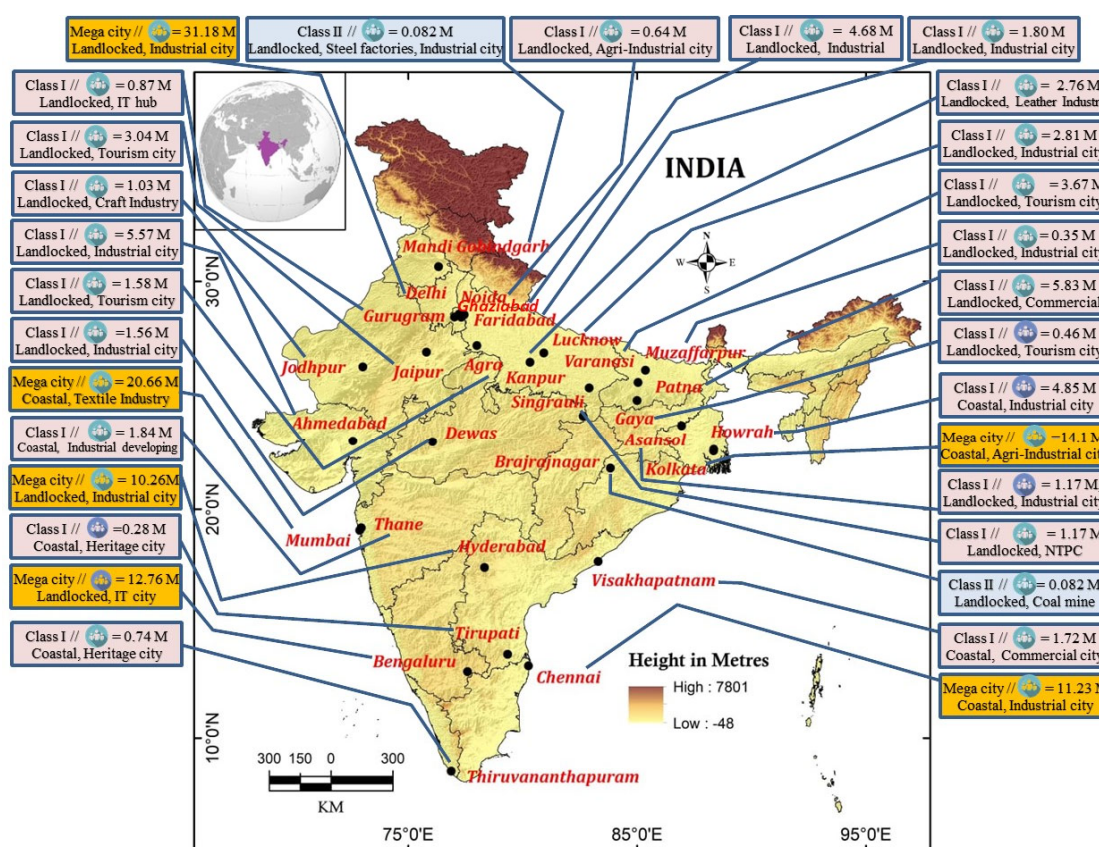 Mega city // = 31.18 M
Landlocked, Industrial city
Class II // = 0.082 M
Landlocked, Steel factories, Industrial city
Class I // = 0.64 M
Landlocked, Agri-Industrial city
Class I // = 4.68 M
Landlocked, Industrial
Class I // = 1.80 M
Landlocked, Industrial city
Class I // = 0.87 M
Landlocked, IT hub
Class I // = 3.04 M
Landlocked, Tourism city
Class I // = 1.03 M
Landlocked, Craft Industry
Class I // = 5.57 M
Landlocked, Industrial city
Class I // = 1.58 M
Landlocked, Tourism city
Class I // =1.56 M
Landlocked, Industrial city
Mega city // = 20.66 M
Coastal, Textile Industry
Class I // = 1.84 M
Coastal, Industrial developing
Mega city // = 10.26M
Landlocked, Industrial city
Class I // =0.28 M
Coastal, Heritage city
Mega city // = 12.76 M
Landlocked, IT city
Class I // = 0.74 M
Coastal, Heritage city
INDIA
N
W E
S
Mandi Gobindgarh
Delhi
Noida
Ghaziabad
Gurugram
Faridabad
Lucknow
Jodhpur
Jaipur
Agra
Kanpur
Varanasi
Muzaffarpur
Patna
Singrauli
Gaya
Ahmedabad
Dewas
Asansol
Howrah
Brajrajnagar
Kolkata
Mumbai
Thane
Hyderabad
Visakhapatnam
Tirupati
Bengaluru
Chennai
Thiruvananthapuram
Height in Metres
High : 7801
Low : -48
300 150 0 300
KM
30°0'N
20°0'N
10°0'N
75°0'E
85°0'E
95°0'E
Class I // = 2.76 M
Landlocked, Leather Indust
Class I // = 2.81 M
Landlocked, Industrial city
Class I // = 3.67 M
Landlocked, Tourism city
Class I // = 0.35 M
Landlocked, Industrial city
Class I // = 5.83 M
Landlocked, Commercial
Class I // = 0.46 M
Landlocked, Tourism city
Class I // = 4.85 M
Coastal, Industrial city
Mega city // −14.1 M
Coastal, Agri-Industrial city
Class I // = 1.17 M
Landlocked, Industrial city
Class I // = 1.17 M
Landlocked, NTPC
Class II // = 0.082 M
Landlocked, Coal mine
Class I // = 1.72 M
Coastal, Commercial city
Mega city // = 11.23 M
Coastal, Industrial city